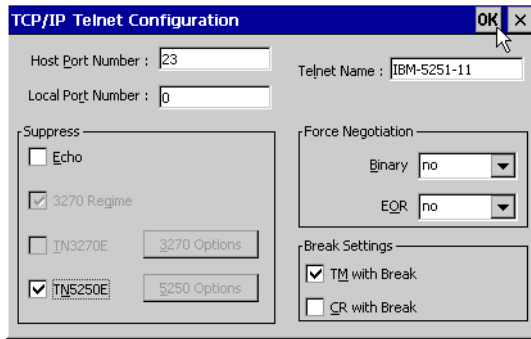 TCP/IP Telnet Configuration OK ×
Host Port Number : 23
Local Port Number : 0
Telnet Name : IBM-5251-11
Suppress
Echo
3270 Regime
TN3270E 3270 Options
TN5250E 5250 Options
Force Negotiation
Binary no
EOR no
Break Settings
TM with Break
CR with Break